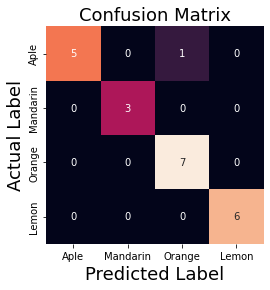 Confusion Matrix
Actual Label
Aple 5 0 1 0
Mandarin 0 3 0 0
Orange 0 0 7 0
Lemon 0 0 0 6
Aple Mandarin Orange Lemon
Predicted Label